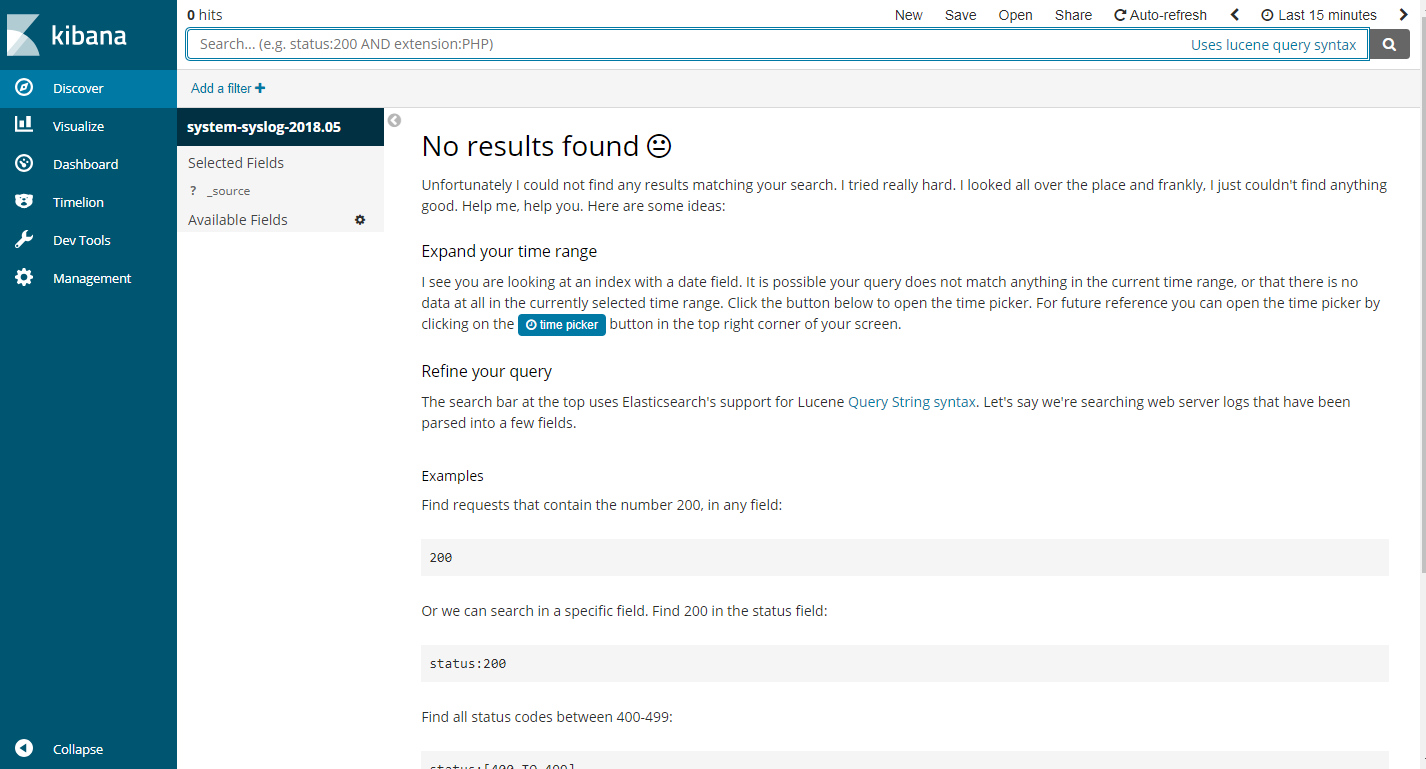 kibana
Discover
Visualize
Dashboard
Timelion
Dev Tools
Management
Collapse
0 hits
New Save Open Share Auto-refresh Last 15 minutes
Search... (e.g. status:200 AND extension:PHP) Uses lucene query syntax
Add a filter +
system-syslog-2018.05
Selected Fields
? _source
Available Fields
No results found
Unfortunately I could not find any results matching your search. I tried really hard. I looked all over the place and frankly, I just couldn't find anything
good. Help me, help you. Here are some ideas:
Expand your time range
I see you are looking at an index with a date field. It is possible your query does not match anything in the current time range, or that there is no
data at all in the currently selected time range. Click the button below to open the time picker. For future reference you can open the time picker by
clicking on the time picker button in the top right corner of your screen.
Refine your query
The search bar at the top uses Elasticsearch's support for Lucene Query String syntax. Let's say we're searching web server logs that have been
parsed into a few fields.
Examples
Find requests that contain the number 200, in any field:
200
Or we can search in a specific field. Find 200 in the status field:
status:200
Find all status codes between 400-499:
status:[400 TO 499]